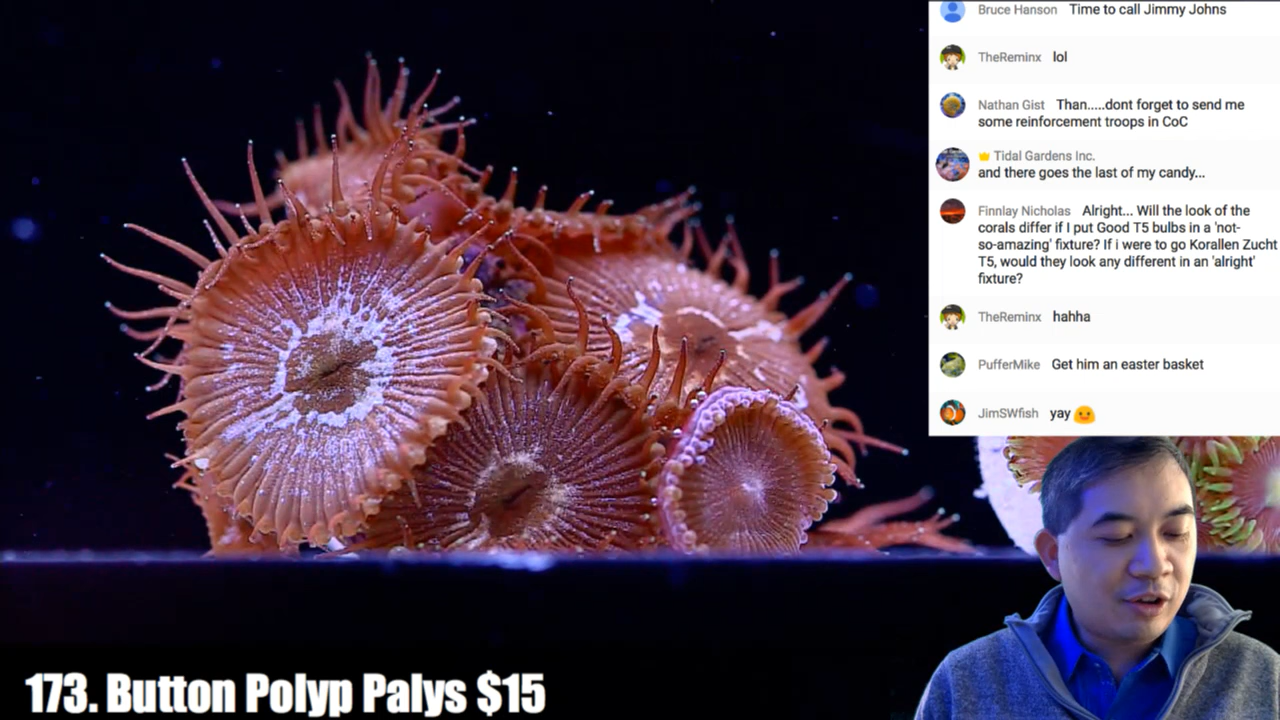 Bruce Hanson Time to call Jimmy Johns
TheReminx lol
Nathan Gist Than.....dont forget to send me
some reinforcement troops in CoC
Tidal Gardens Inc.
and there goes the last of my candy...
Finnlay Nicholas Alright... Will the look of the
corals differ if I put Good T5 bulbs in a 'not-
so-amazing' fixture? If i were to go Korallen Zucht
T5, would they look any different in an 'alright'
fixture?
TheReminx hahha
PufferMike Get him an easter basket
JimSWfish yay
173. Button Polyp Palys $15